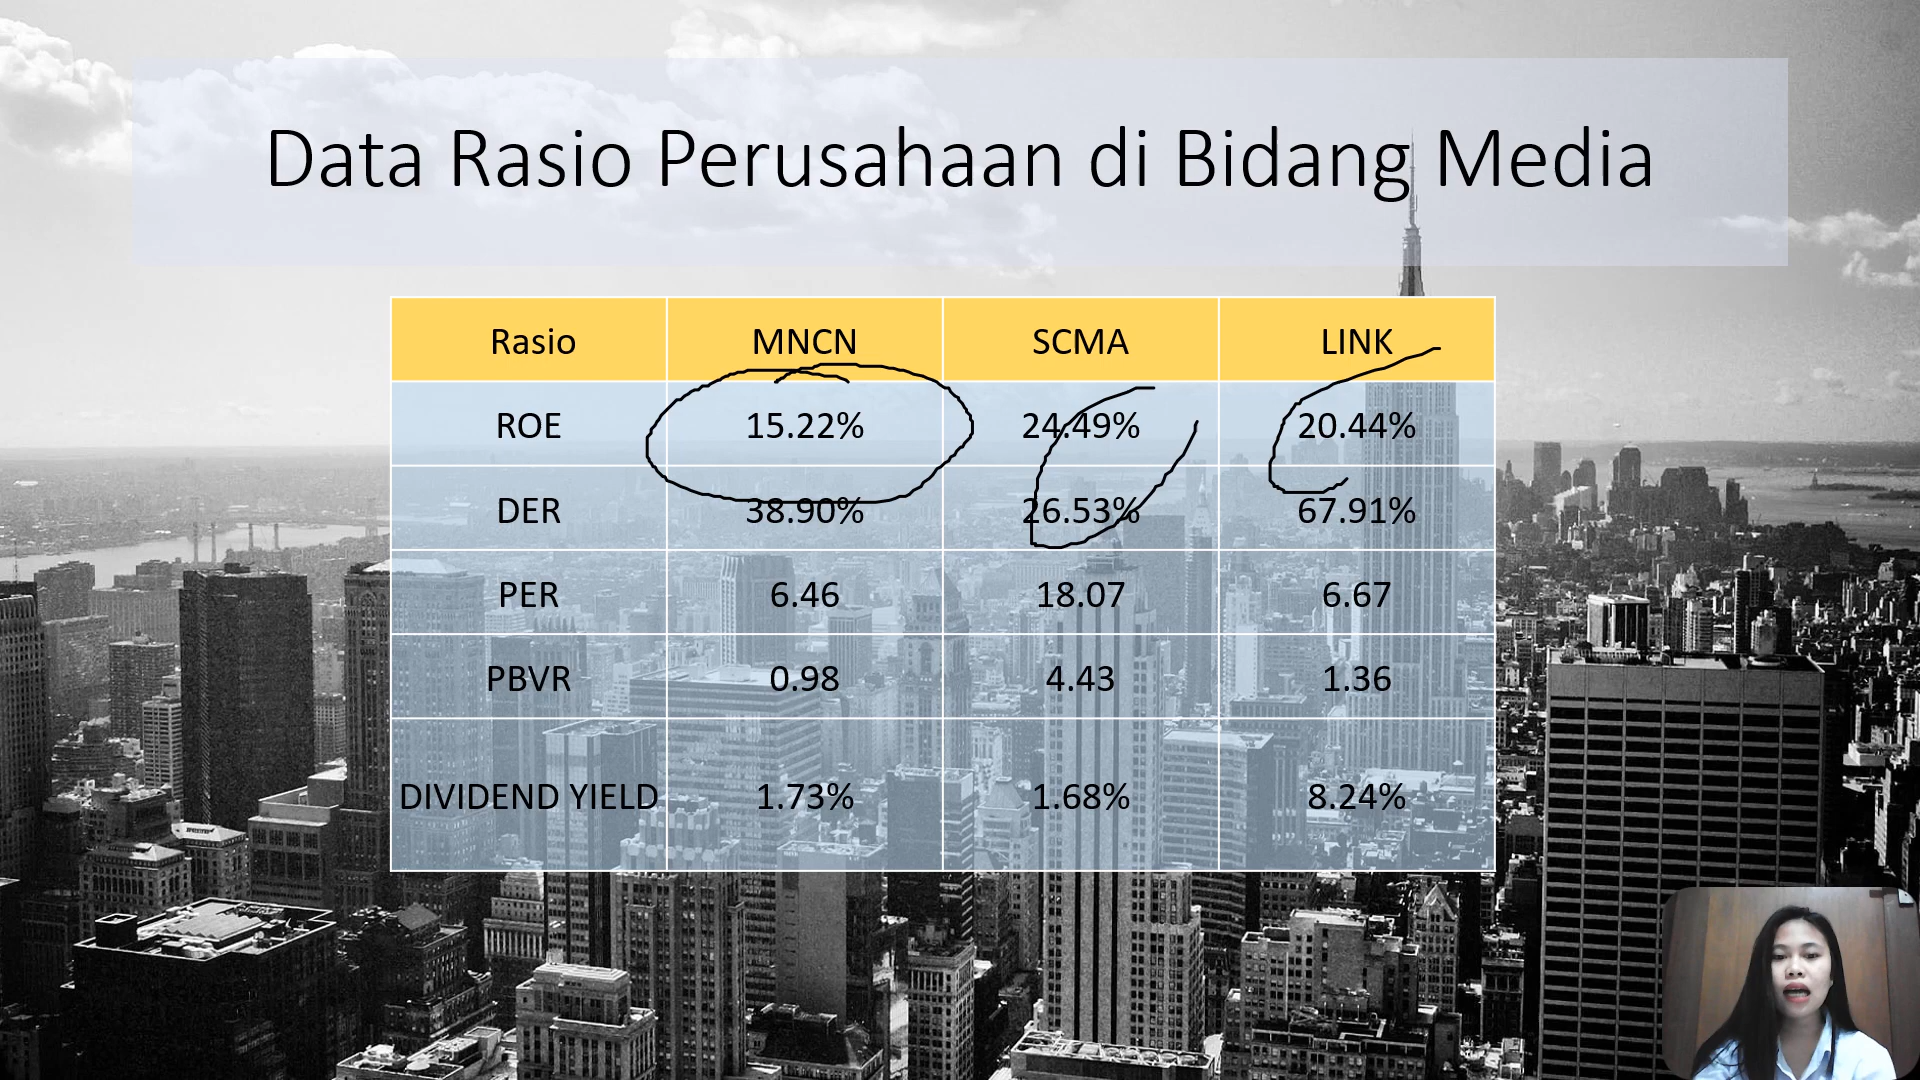 Data Rasio Perusahaan di Bidang Media
Rasio MNCN SCMA LINK
ROE 15.22% 24.49% 20.44%
DER 38.90% 26.53% 67.91%
PER 6.46 18.07 6.67
PBVR 0.98 4.43 1.36
DIVIDEND YIELD 1.73% 1.68% 8.24%